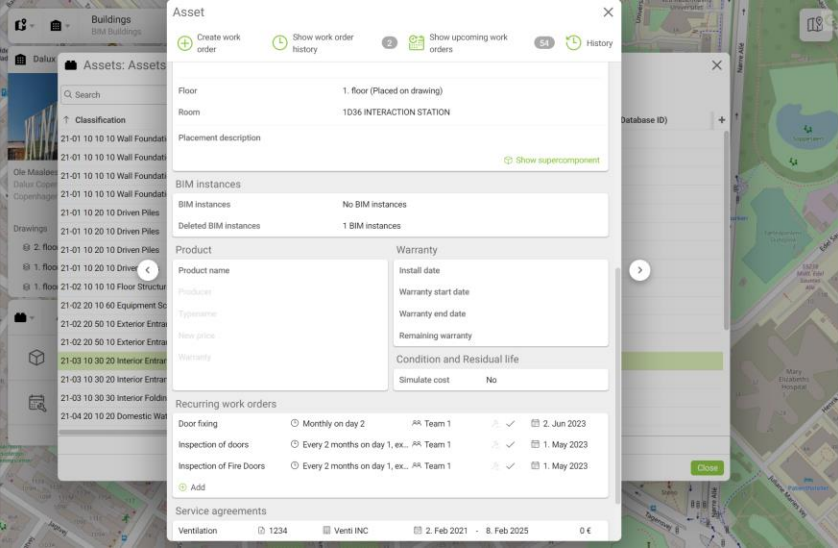 Buildings
BIM Buildings
Asset
Create work order
Show work order history
2
Show upcoming work orders
54
History
Dalux
Assets: Assets
Search
Classification
Database ID)
21-01 10 10 10 Wall Foundati
21-01 10 10 10 Wall Foundati
21-01 10 10 10 Wall Foundati
21-01 10 10 10 Wall Foundati
21-01 10 20 10 Driven Piles
21-01 10 20 10 Driven Piles
21-01 10 20 10 Driven Piles
21-01 10 20 10 Driver
21-02 10 10 10 Floor Structur
21-02 20 10 60 Equipment Sc
21-02 20 50 10 Exterior Entra
21-02 20 50 10 Exterior Entra
21-03 10 30 20 Interior Entrar
21-03 10 30 20 Interior Entrar
21-03 10 30 30 Interior Foldin
21-04 20 10 20 Domestic Wat
Ole Maaløes
Dalux Copen
Copenhagen
Drawings
2. floo
1. floo
1. floo
Floor
1. floor (Placed on drawing)
Room
1D36 INTERACTION STATION
Placement description
Show supercomponent
BIM instances
BIM instances
No BIM instances
Deleted BIM instances
1 BIM instances
Product
Product name
Producer
Typename
New price
Warranty
Warranty
Install date
Warranty start date
Warranty end date
Remaining warranty
Condition and Residual life
Simulate cost
No
Recurring work orders
Door fixing
Monthly on day 2
Team 1
2. Jun 2023
Inspection of doors
Every 2 months on day 1, ex...
Team 1
1. May 2023
Inspection of Fire Doors
Every 2 months on day 1, ex...
Team 1
1. May 2023
Add
Service agreements
Ventilation
1234
Venti INC
2. Feb 2021 - 8. Feb 2025
0 €
Close
Nørre Allé
Mary
Elizabeths
Hospital
Tagensvej